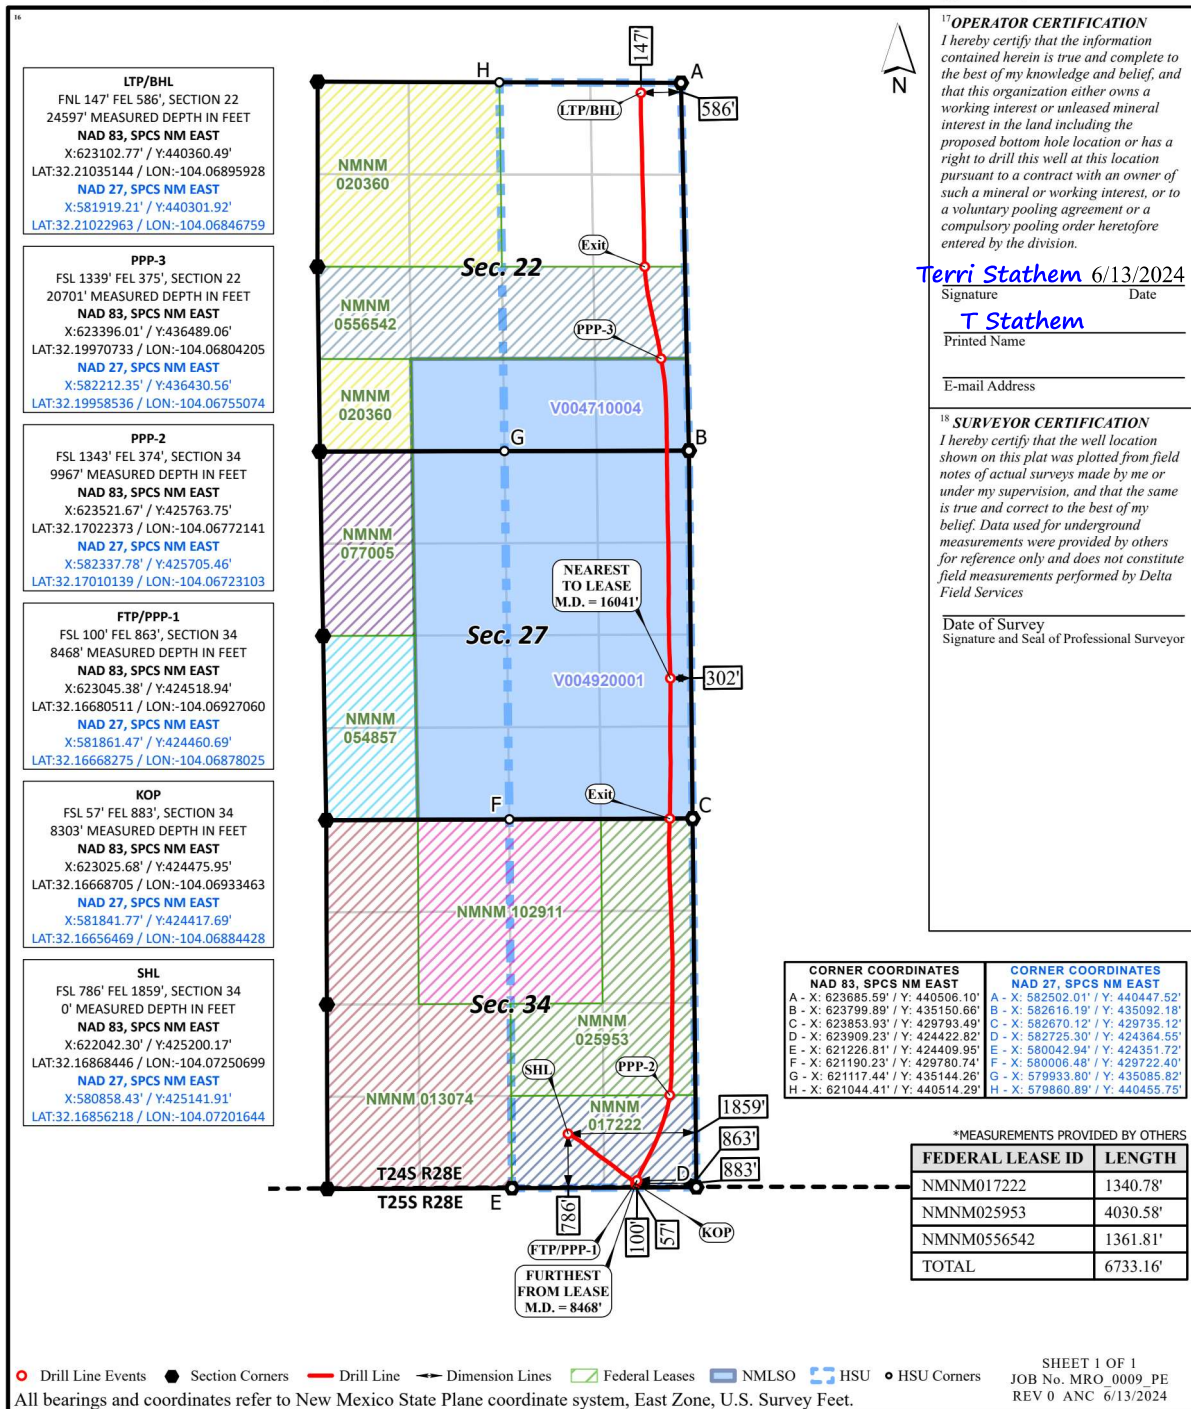 16
LTP/BHL
FNL 147' FEL 586', SECTION 22
24597' MEASURED DEPTH IN FEET
NAD 83, SPCS NM EAST
X:623102.77' / Y:440360.49'
LAT:32.21035144 / LON:-104.06895928
NAD 27, SPCS NM EAST
X:581919.21' / Y:440301.92'
LAT:32.21022963 / LON:-104.06846759
PPP-3
FSL 1339' FEL 375', SECTION 22
20701' MEASURED DEPTH IN FEET
NAD 83, SPCS NM EAST
X:623396.01' / Y:436489.06'
LAT:32.19970733 / LON:-104.06804205
NAD 27, SPCS NM EAST
X:582212.35' / Y:436430.56'
LAT:32.19958536 / LON:-104.06755074
PPP-2
FSL 1343' FEL 374', SECTION 34
9967' MEASURED DEPTH IN FEET
NAD 83, SPCS NM EAST
X:623521.67' / Y:425763.75'
LAT:32.17022373 / LON:-104.06772141
NAD 27, SPCS NM EAST
X:582337.78' / Y:425705.46'
LAT:32.17010139 / LON:-104.06723103
FTP/PPP-1
FSL 100' FEL 863', SECTION 34
8468' MEASURED DEPTH IN FEET
NAD 83, SPCS NM EAST
X:623045.38' / Y:424518.94'
LAT:32.16680511 / LON:-104.06927060
NAD 27, SPCS NM EAST
X:581861.47' / Y:424460.69'
LAT:32.16668275 / LON:-104.06878025
KOP
FSL 57' FEL 883', SECTION 34
8303' MEASURED DEPTH IN FEET
NAD 83, SPCS NM EAST
X:623025.68' / Y:424475.95'
LAT:32.16668705 / LON:-104.06933463
NAD 27, SPCS NM EAST
X:581841.77' / Y:424417.69'
LAT:32.16656469 / LON:-104.06884428
SHL
FSL 786' FEL 1859', SECTION 34
0' MEASURED DEPTH IN FEET
NAD 83, SPCS NM EAST
X:622042.30' / Y:425200.17'
LAT:32.16868446 / LON:-104.07250699
NAD 27, SPCS NM EAST
X:580858.43' / Y:425141.91'
LAT:32.16856218 / LON:-104.07201644
H
147'
A
N
LTP/BHL
586'
NMNM
020360
Exit
Sec. 22
NMNM
0556542
PPP-3
NMNM
020360
V004710004
G
B
NMNM
077005
NEAREST
TO LEASE
M.D. = 16041'
Sec. 27
V004920001
302'
NMNM
054857
Exit
F
C
NMNM 102911
Sec. 34
NMNM
025953
SHL
PPP-2
NMNM 013074
NMNM
017222
1859'
863'
883'
D
T24S R28E
T25S R28E
E
786'
100'
57'
KOP
FTP/PPP-1
FURTHEST
FROM LEASE
M.D. = 8468'
17 OPERATOR CERTIFICATION
I hereby certify that the information
contained herein is true and complete to
the best of my knowledge and belief, and
that this organization either owns a
working interest or unleased mineral
interest in the land including the
proposed bottom hole location or has a
right to drill this well at this location
pursuant to a contract with an owner of
such a mineral or working interest, or to
a voluntary pooling agreement or a
compulsory pooling order heretofore
entered by the division.
Terri Stathem 6/13/2024
Signature Date
T Stathem
Printed Name
E-mail Address
18 SURVEYOR CERTIFICATION
I hereby certify that the well location
shown on this plat was plotted from field
notes of actual surveys made by me or
under my supervision, and that the same
is true and correct to the best of my
belief. Data used for underground
measurements were provided by others
for reference only and does not constitute
field measurements performed by Delta
Field Services
Date of Survey
Signature and Seal of Professional Surveyor
CORNER COORDINATES
NAD 83, SPCS NM EAST
A - X: 623685.59' / Y: 440506.10'
B - X: 623799.89' / Y: 435150.66'
C - X: 623853.93' / Y: 429793.49'
D - X: 623909.23' / Y: 424422.82'
E - X: 621226.81' / Y: 424409.95'
F - X: 621190.23' / Y: 429780.74'
G - X: 621117.44' / Y: 435144.26'
H - X: 621044.41' / Y: 440514.29'
CORNER COORDINATES
NAD 27, SPCS NM EAST
A - X: 582502.01' / Y: 440447.52'
B - X: 582616.19' / Y: 435092.18'
C - X: 582670.12' / Y: 429735.12'
D - X: 582725.30' / Y: 424364.55'
E - X: 580042.94' / Y: 424351.72'
F - X: 580006.48' / Y: 429722.40'
G - X: 579933.80' / Y: 435085.82'
H - X: 579860.89' / Y: 440455.75'
*MEASUREMENTS PROVIDED BY OTHERS
FEDERAL LEASE ID LENGTH
NMNM017222 1340.78'
NMNM025953 4030.58'
NMNM0556542 1361.81'
TOTAL 6733.16'
Drill Line Events Section Corners Drill Line Dimension Lines Federal Leases NMLSO HSU HSU Corners
All bearings and coordinates refer to New Mexico State Plane coordinate system, East Zone, U.S. Survey Feet.
SHEET 1 OF 1
JOB No. MRO_0009_PE
REV 0 ANC 6/13/2024